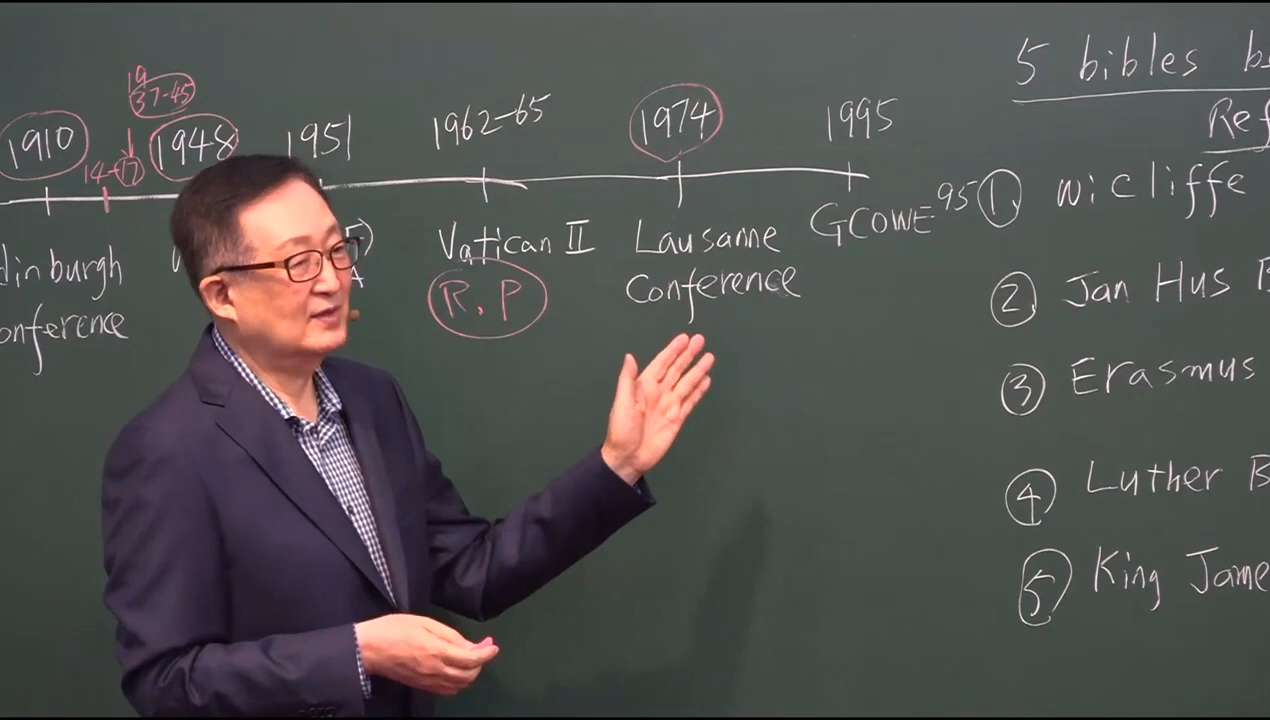 19
37-45
1910
14-17
1948
1951
1962-65
1974
1995
dinburgh
onference
Vatican II
R, P
Lausanne
Conference
GCOWE 95
5 bibles b
Ref
① wicliffe
② Jan Hus B
③ Erasmus
④ Luther B
⑤ King Jame